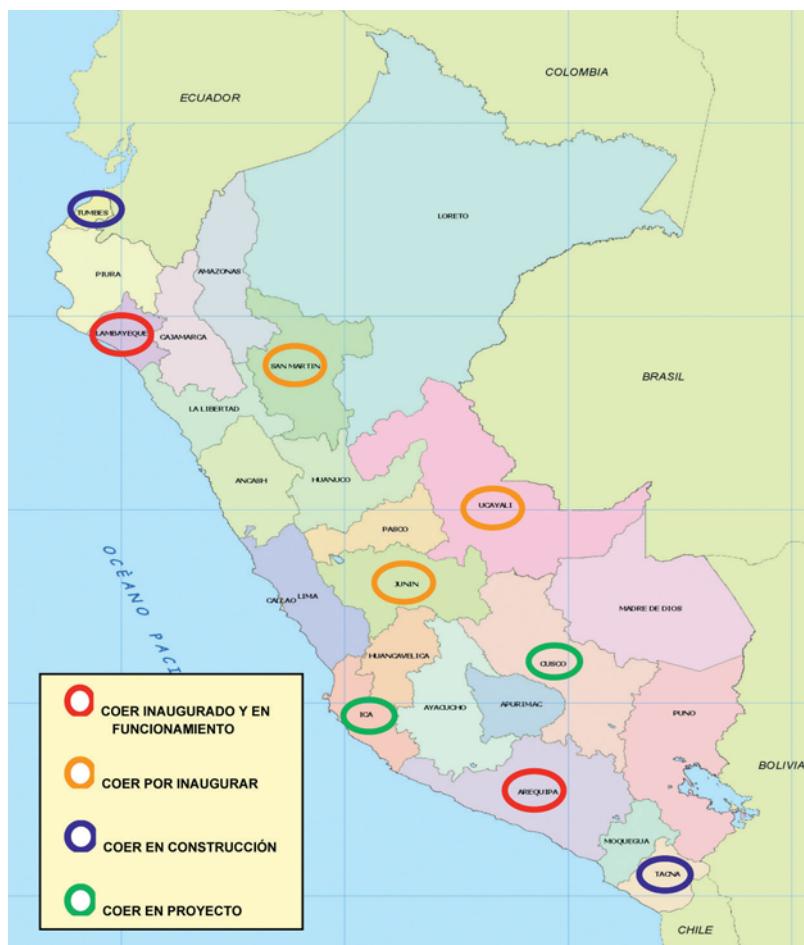 COLOMBIA
ECUADOR
TUMBES
LORETO
PIURA
AMAZONAS
LAMBAYEQUE
CAJAMARCA
SAN MARTIN
BRASIL
LA LIBERTAD
ANCASH
HUANUCO
UCAYALI
PASCO
OCÈANO PACI
JUNIN
CALLAO
LIMA
MADRE DE DIOS
HUANCAVELICA
CUSCO
ICA
AYACUCHO
APURIMAC
PUNO
BOLIVIA
AREQUIPA
MOQUEGUA
TACNA
CHILE
COER INAUGURADO Y EN
FUNCIONAMIENTO
COER POR INAUGURAR
COER EN CONSTRUCCIÓN
COER EN PROYECTO